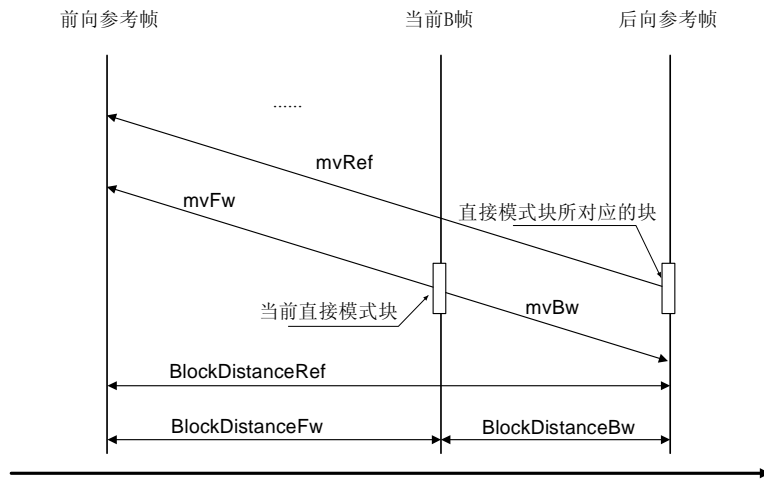 前向参考帧
当前B帧
后向参考帧
......
mvRef
mvFw
直接模式块所对应的块
当前直接模式块
mvBw
BlockDistanceRef
BlockDistanceFw
BlockDistanceBw